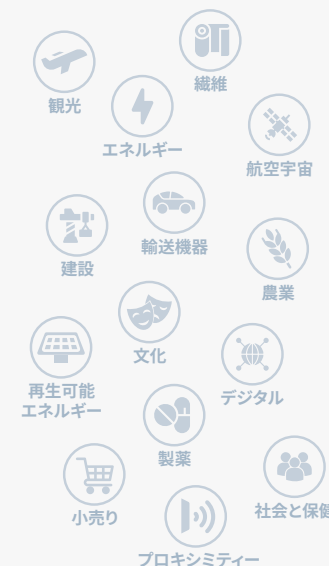 観光
繊維
エネルギー
航空宇宙
輸送機器
建設
農業
文化
再生可能
エネルギー
デジタル
製薬
小売り
社会と保健
プロキシミティー